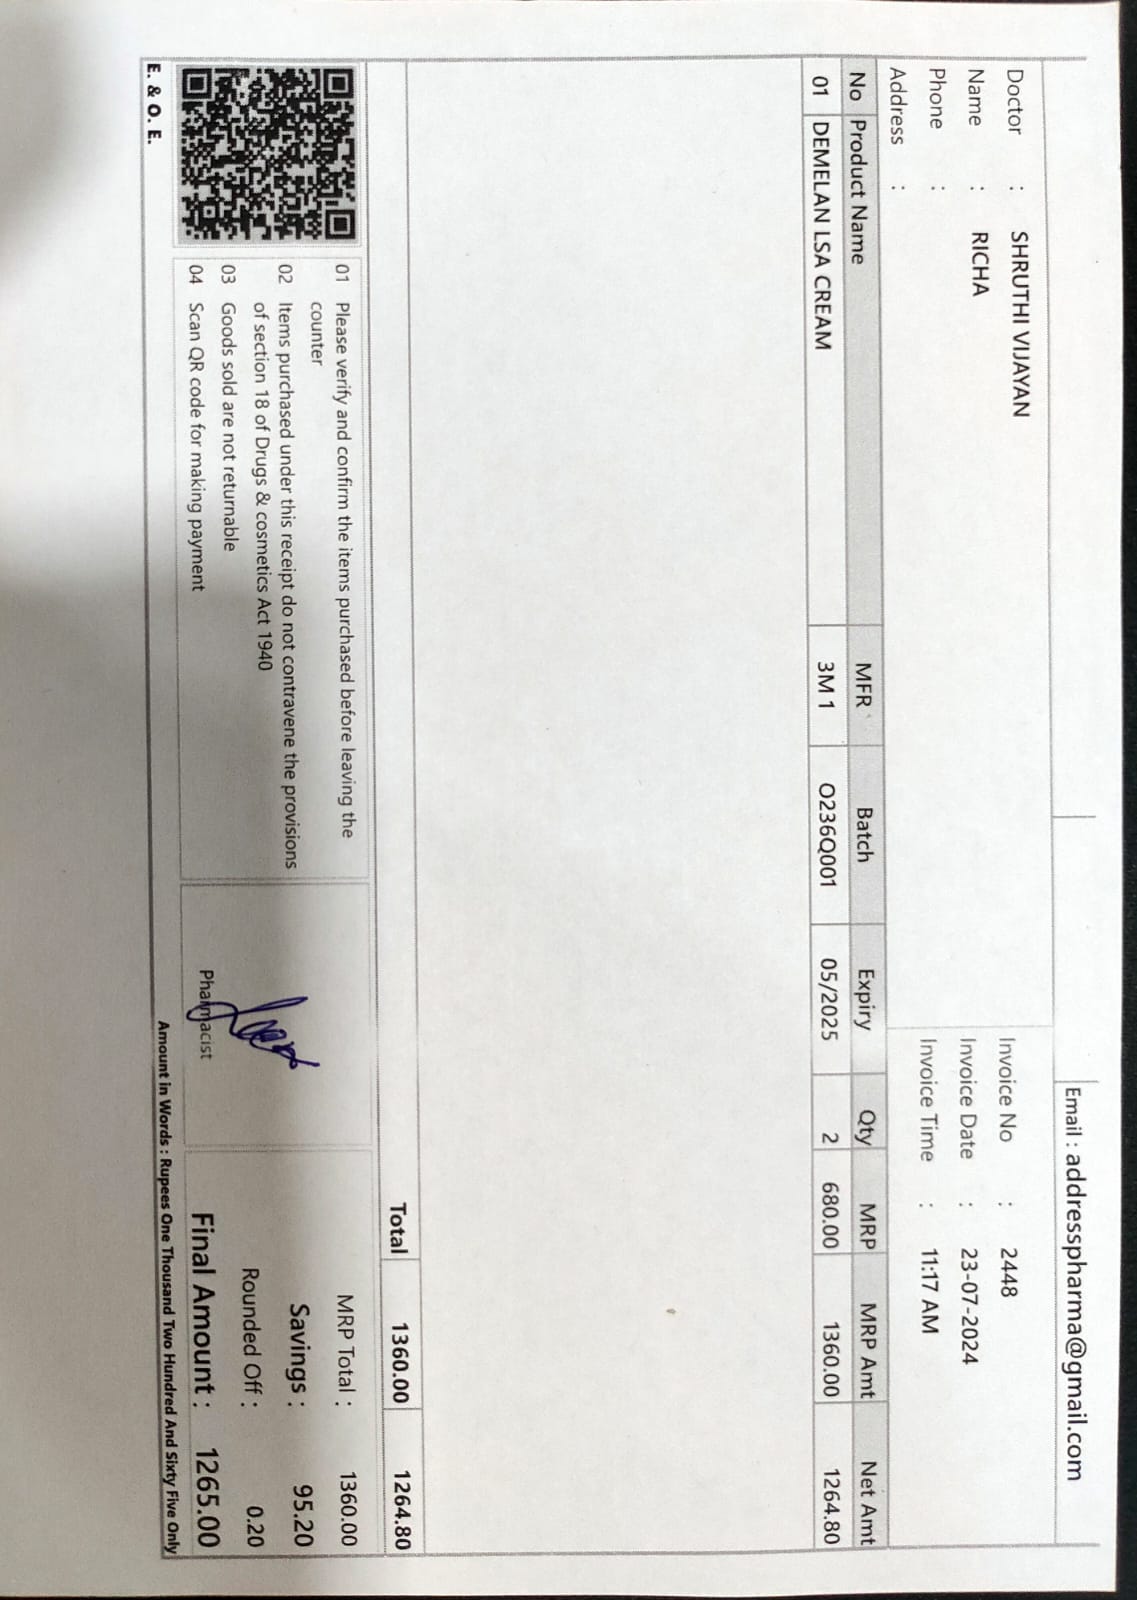 Email : addresspharma@gmail.com
Doctor : SHRUTHI VIJAYAN
Name : RICHA
Phone :
Address :
Invoice No : 2448
Invoice Date : 23-07-2024
Invoice Time : 11:17 AM
No Product Name MFR Batch Expiry Qty MRP MRP Amt Net Amt
01 DEMELAN LSA CREAM 3M 1 O236Q001 05/2025 2 680.00 1360.00 1264.80
Total 1360.00 1264.80
01 Please verify and confirm the items purchased before leaving the
counter
02 Items purchased under this receipt do not contravene the provisions
of section 18 of Drugs & cosmetics Act 1940
03 Goods sold are not returnable
04 Scan QR code for making payment
Pharmacist
MRP Total : 1360.00
Savings : 95.20
Rounded Off : 0.20
Final Amount : 1265.00
E. & O. E.
Amount in Words : Rupees One Thousand Two Hundred And Sixty Five Only